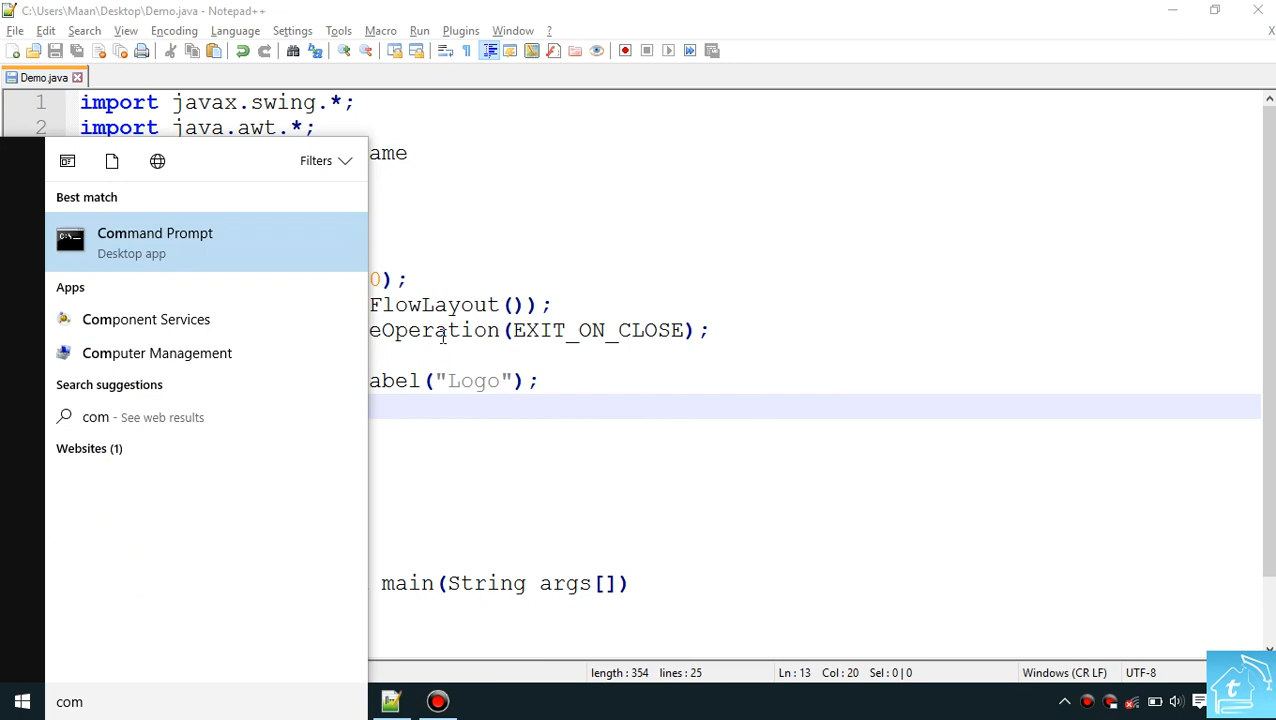 C:\Users\Maan\Desktop\Demo.java - Notepad++
File Edit Search View Encoding Language Settings Tools Macro Run Plugins Window ? X
Demo.java
1 import javax.swing.*;
2 import java.awt.*;
ame
0);
FlowLayout());
eOperation(EXIT_ON_CLOSE);
abel("Logo");
main(String args[])
Filters
Best match
Command Prompt
Desktop app
Apps
Component Services
Computer Management
Search suggestions
com - See web results
Websites (1)
length : 354 lines : 25 Ln : 13 Col : 20 Sel : 0 | 0 Windows (CR LF) UTF-8
com